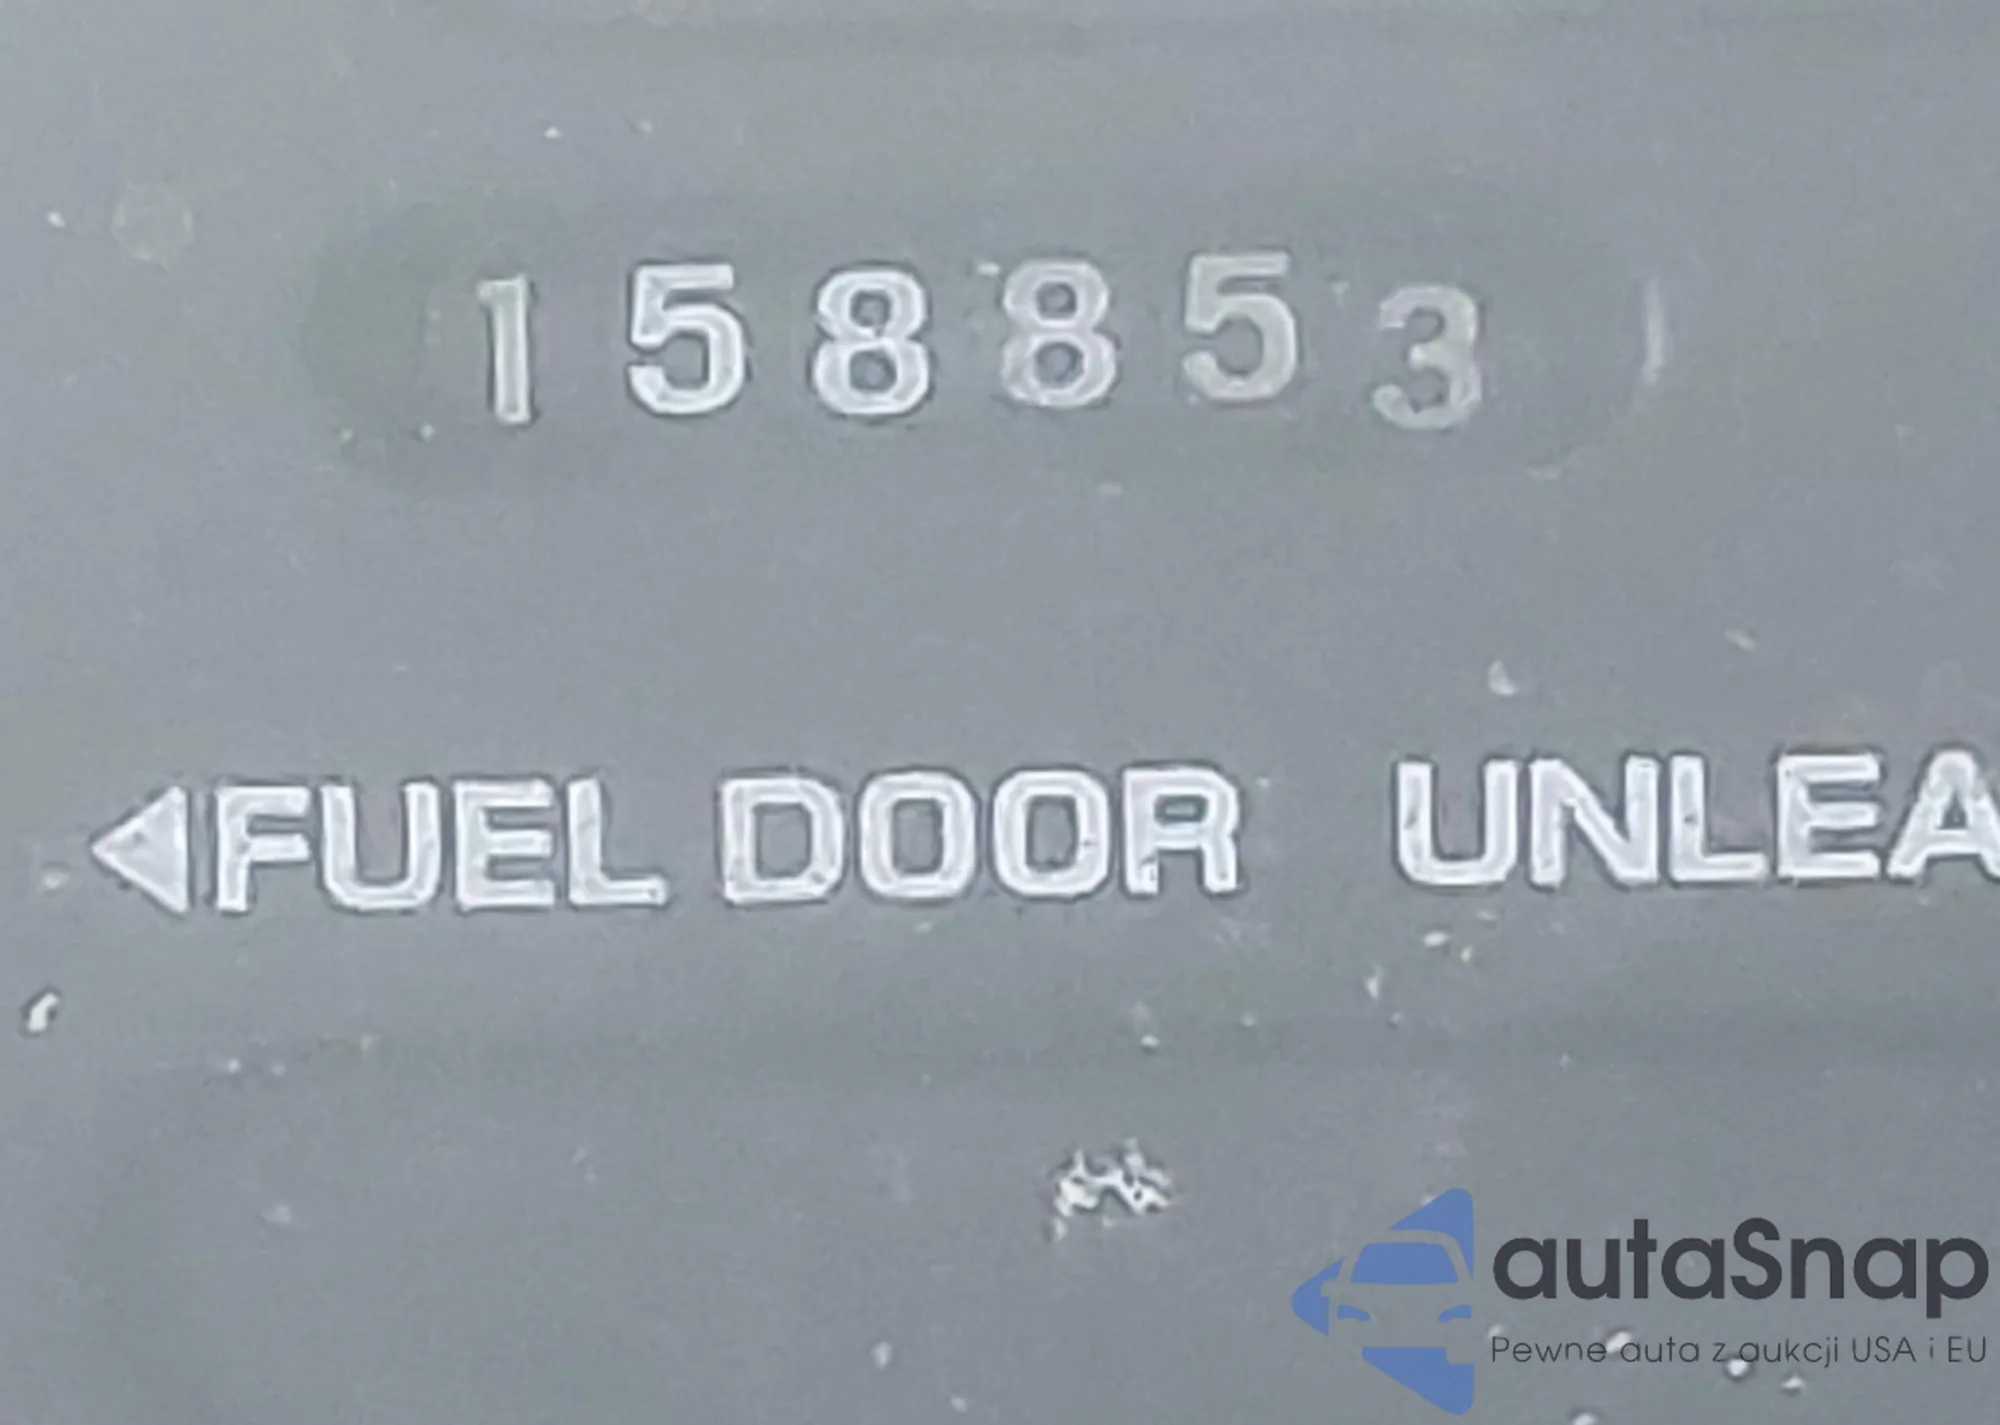 158853
◀FUEL DOOR UNLEA
autaSnap
Pewne auta z aukcji USA i EU